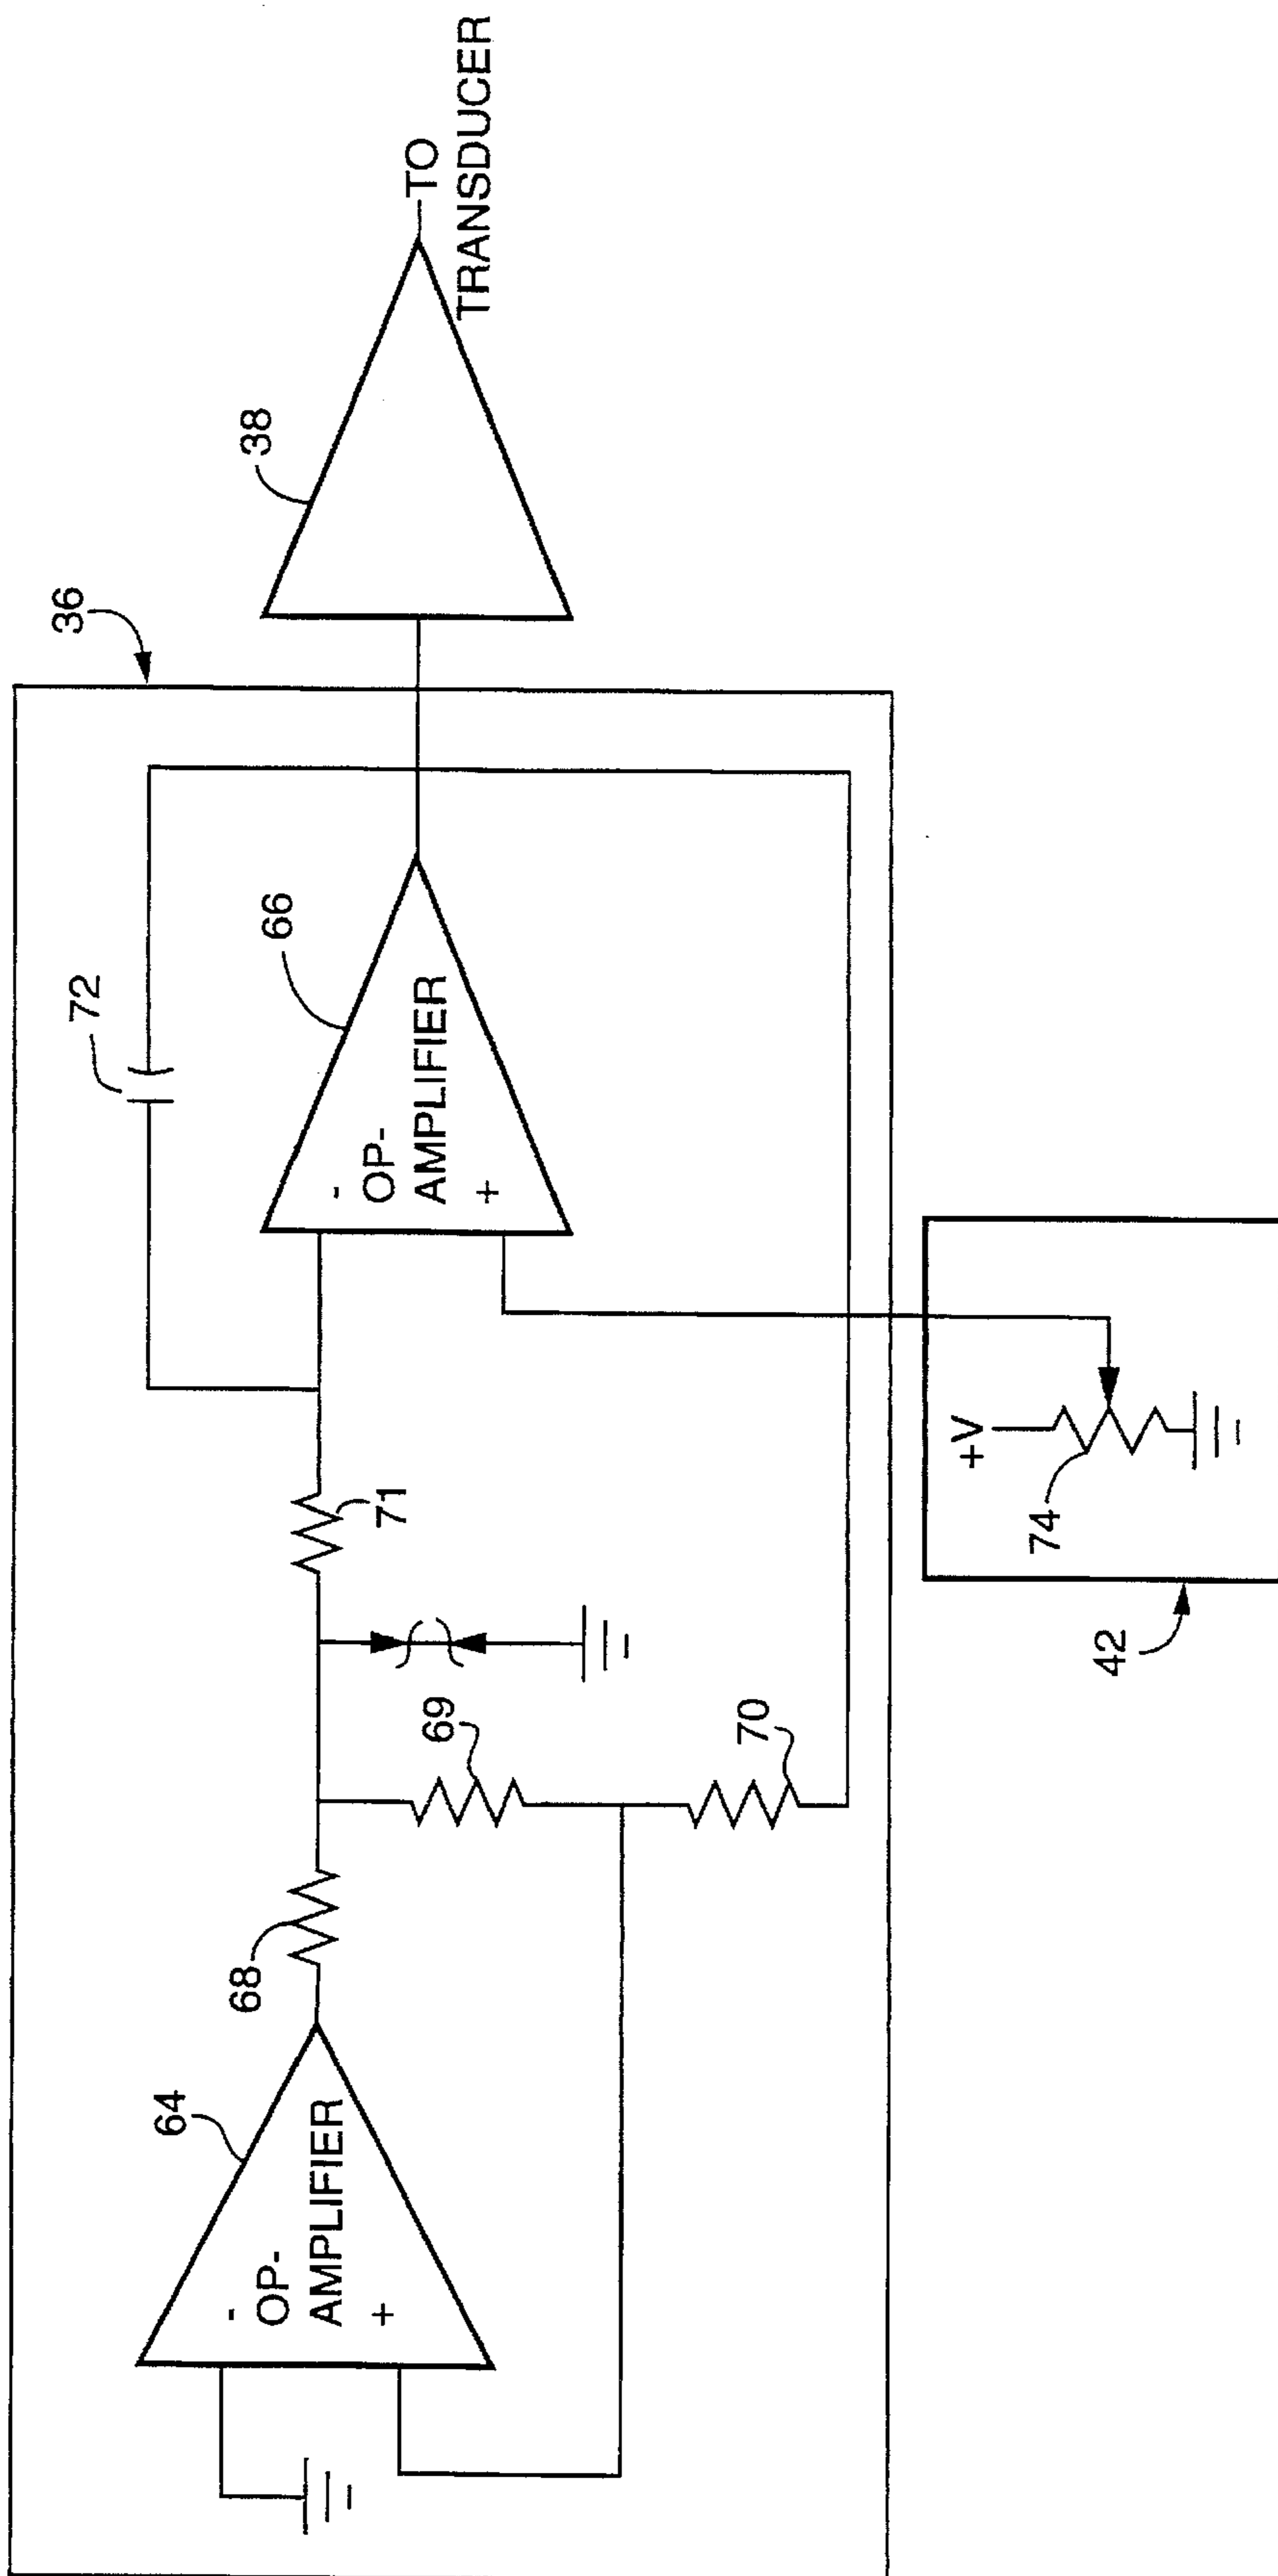 36
72
64
68
66
38
-
OP-
AMPLIFIER
+
-
OP-
AMPLIFIER
+
TO
TRANSDUCER
71
69
70
+V
74
42